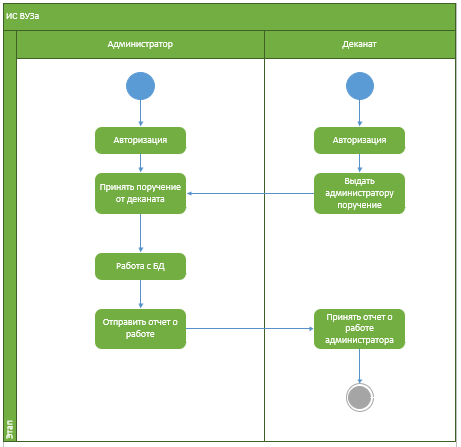 ИС ВУЗа
Администратор
Деканат
Авторизация
Авторизация
Принять поручение
от деканата
Выдать
администратору
поручение
Работа с БД
Отправить отчет о
работе
Принять отчет о
работе
администратора
Этап